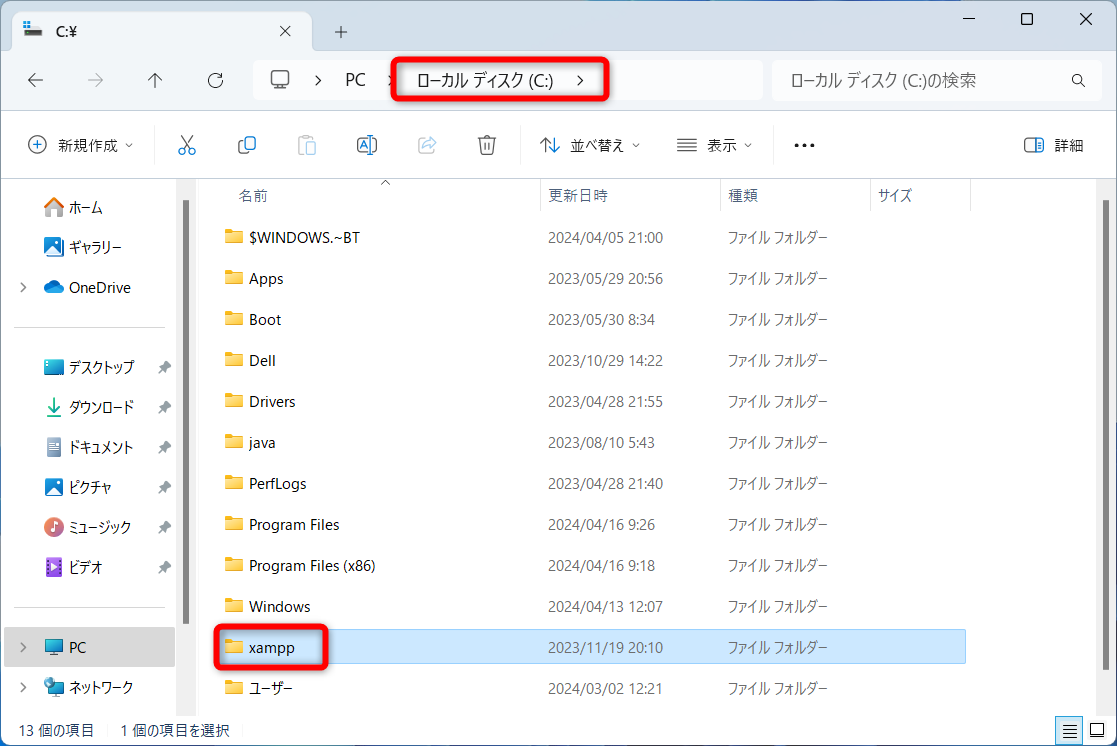 C:¥
PC
ローカル ディスク (C:)
ローカル ディスク (C:)の検索
新規作成
並べ替え
表示
詳細
ホーム
ギャラリー
OneDrive
デスクトップ
ダウンロード
ドキュメント
ピクチャ
ミュージック
ビデオ
PC
ネットワーク
名前 更新日時 種類 サイズ
$WINDOWS.~BT 2024/04/05 21:00 ファイル フォルダー
Apps 2023/05/29 20:56 ファイル フォルダー
Boot 2023/05/30 8:34 ファイル フォルダー
Dell 2023/10/29 14:22 ファイル フォルダー
Drivers 2023/04/28 21:55 ファイル フォルダー
java 2023/08/10 5:43 ファイル フォルダー
PerfLogs 2023/04/28 21:40 ファイル フォルダー
Program Files 2024/04/16 9:26 ファイル フォルダー
Program Files (x86) 2024/04/16 9:18 ファイル フォルダー
Windows 2024/04/13 12:07 ファイル フォルダー
xampp 2023/11/19 20:10 ファイル フォルダー
ユーザー 2024/03/02 12:21 ファイル フォルダー
13 個の項目 1 個の項目を選択